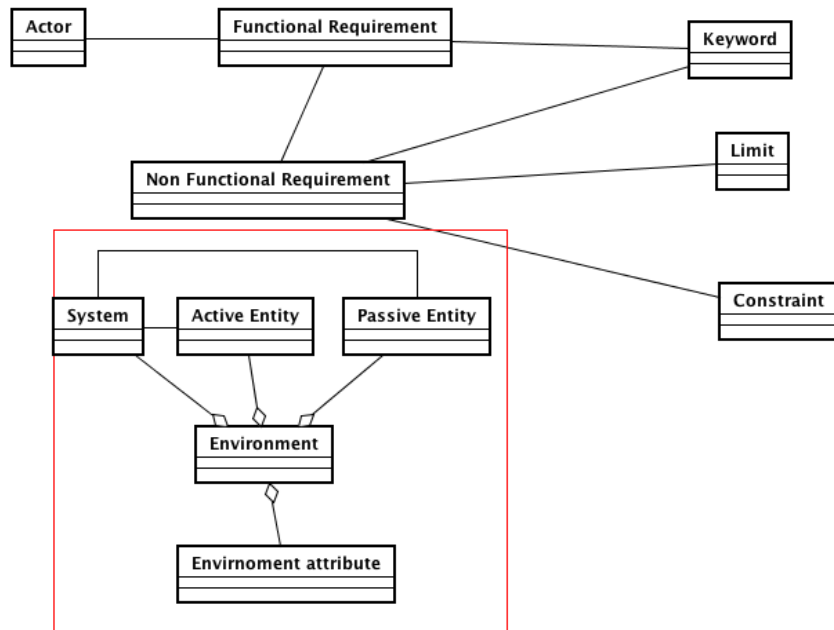 Actor
Functional Requirement
Keyword
Non Functional Requirement
Limit
System
Active Entity
Passive Entity
Constraint
Environment
Envirnoment attribute